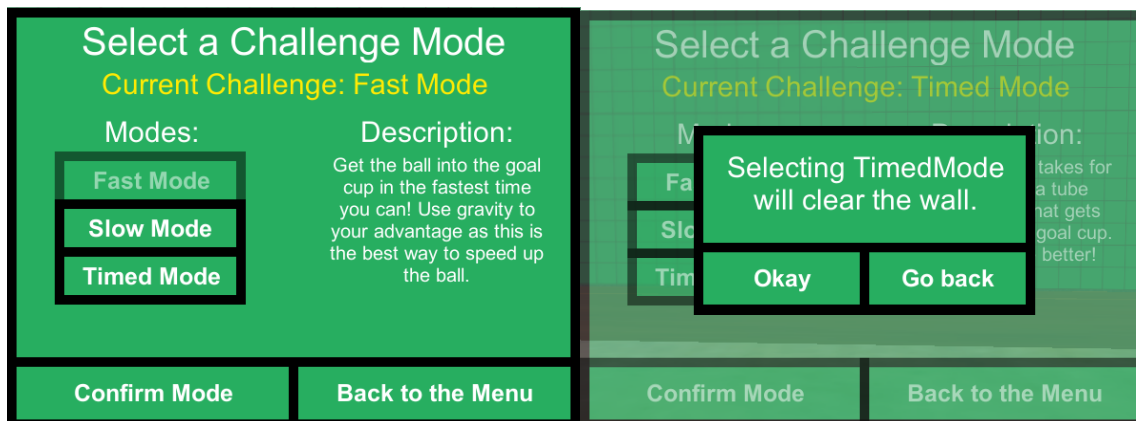 Select a Challenge Mode
Current Challenge: Fast Mode
Modes:
Fast Mode
Slow Mode
Timed Mode
Description:
Get the ball into the goal
cup in the fastest time
you can! Use gravity to
your advantage as this is
the best way to speed up
the ball.
Confirm Mode
Back to the Menu
Select a Challenge Mode
Current Challenge: Timed Mode
takes for
a tube
goal cup.
better!
Selecting TimedMode
will clear the wall.
Okay
Go back
Confirm Mode
Back to the Menu